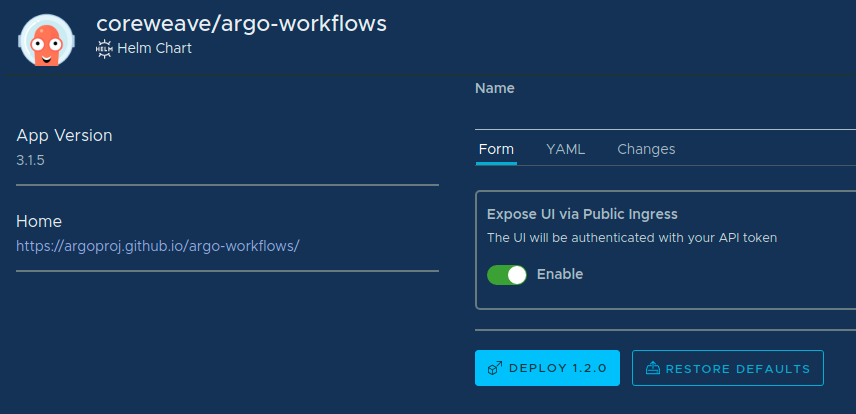 coreweave/argo-workflows
HELM Helm Chart
Name
App Version
3.1.5
Home
https://argoproj.github.io/argo-workflows/
Form YAML Changes
Expose UI via Public Ingress
The UI will be authenticated with your API token
Enable
DEPLOY 1.2.0
RESTORE DEFAULTS